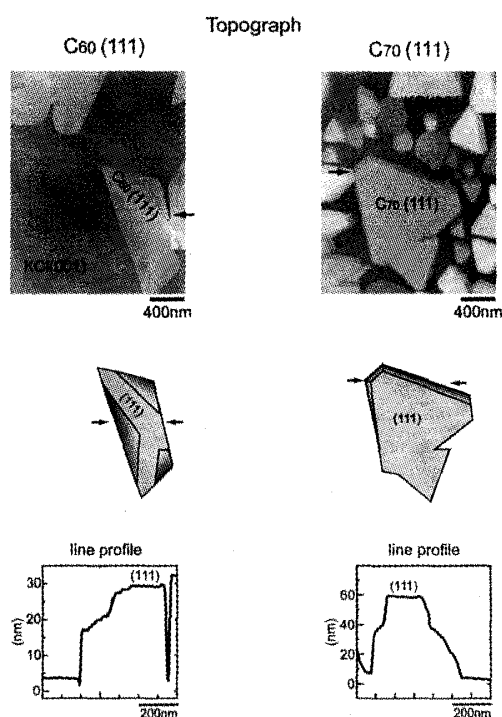 Topograph
C60 (111)
C70 (111)
C60 (111)
C70 (111)
KCl(001)
400nm
400nm
(111)
(111)
line profile
line profile
(nm)
30
20
10
0
(111)
200nm
(nm)
60
40
20
0
(111)
200nm